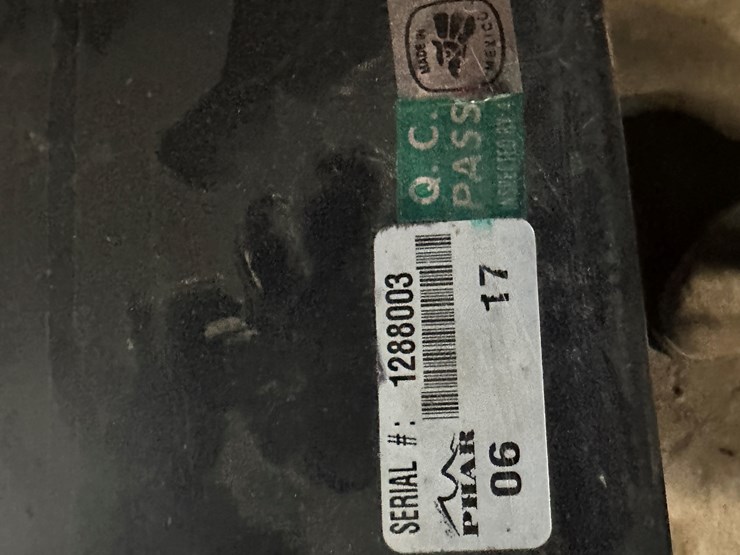 MADE IN
MEXICO
Q.C.
PASS
SERIAL #: 1288003
PHAR
06 17